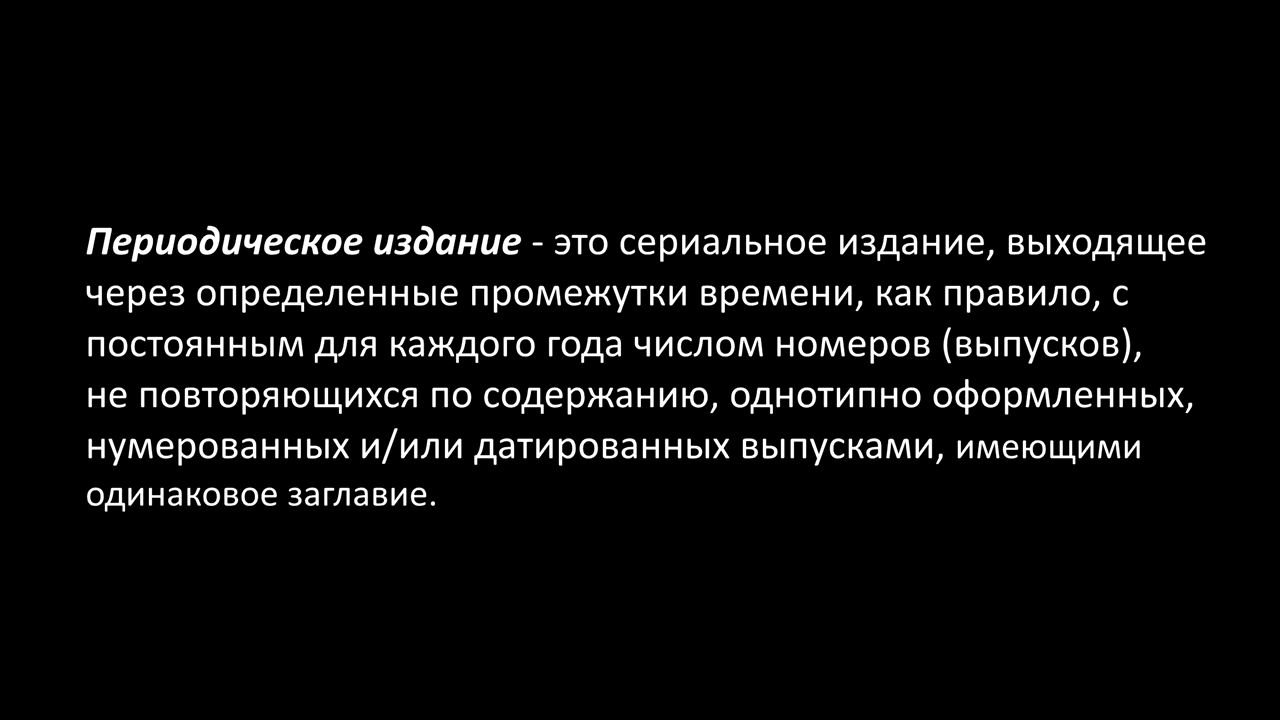 Периодическое издание - это сериальное издание, выходящее
через определенные промежутки времени, как правило, с
постоянным для каждого года числом номеров (выпусков),
не повторяющихся по содержанию, однотипно оформленных,
нумерованных и/или датированных выпусками, имеющими
одинаковое заглавие.